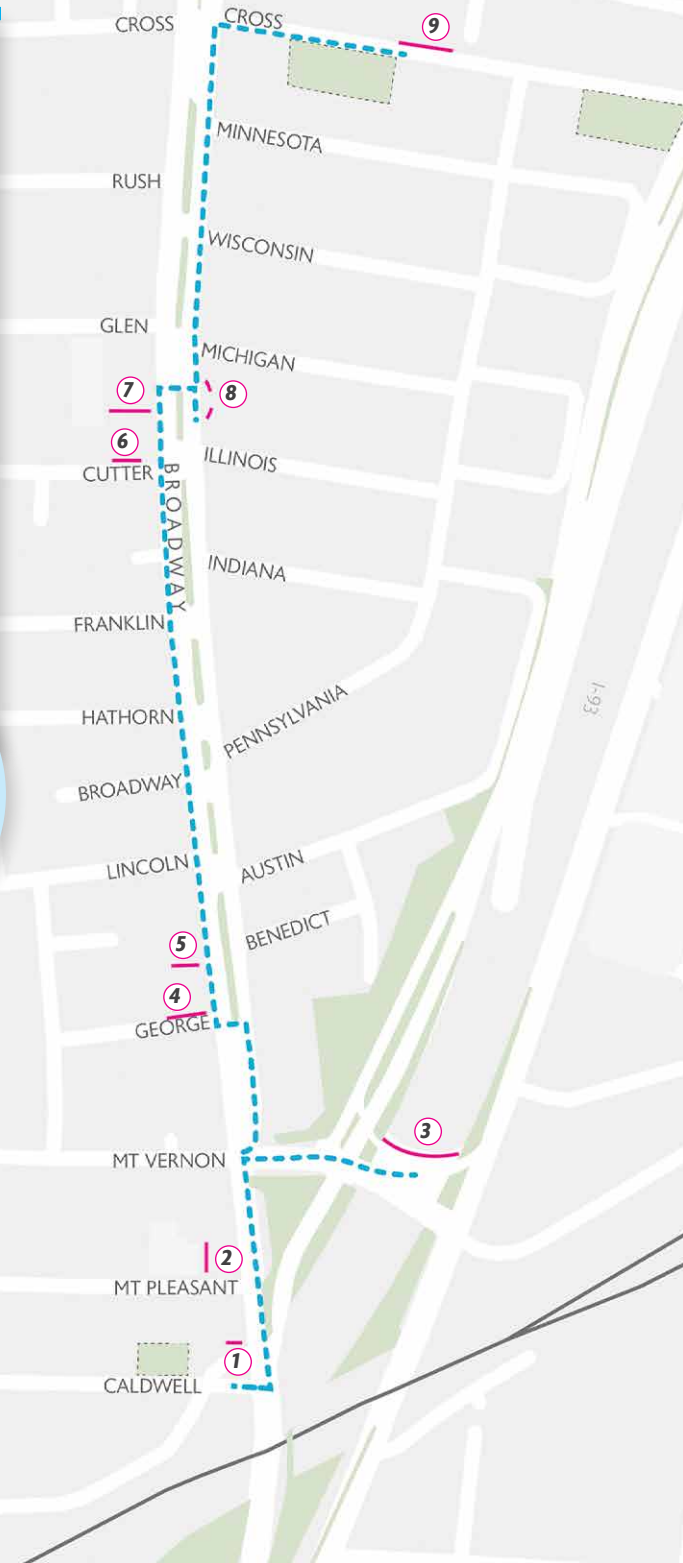 CROSS
CROSS
9
MINNESOTA
RUSH
WISCONSIN
GLEN
MICHIGAN
7
8
6
CUTTER
ILLINOIS
BROADWAY
INDIANA
FRANKLIN
I-93
HATHORN
PENNSYLVANIA
BROADWAY
LINCOLN
AUSTIN
BENEDICT
5
4
GEORGE
3
MT VERNON
2
MT PLEASANT
1
CALDWELL